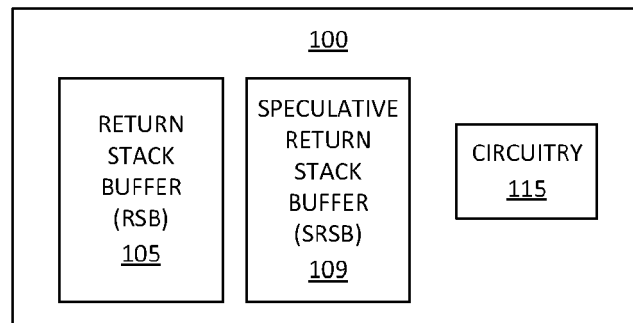 100
RETURN
STACK
BUFFER
(RSB)
105
SPECULATIVE
RETURN
STACK
BUFFER
(SRSB)
109
CIRCUITRY
115